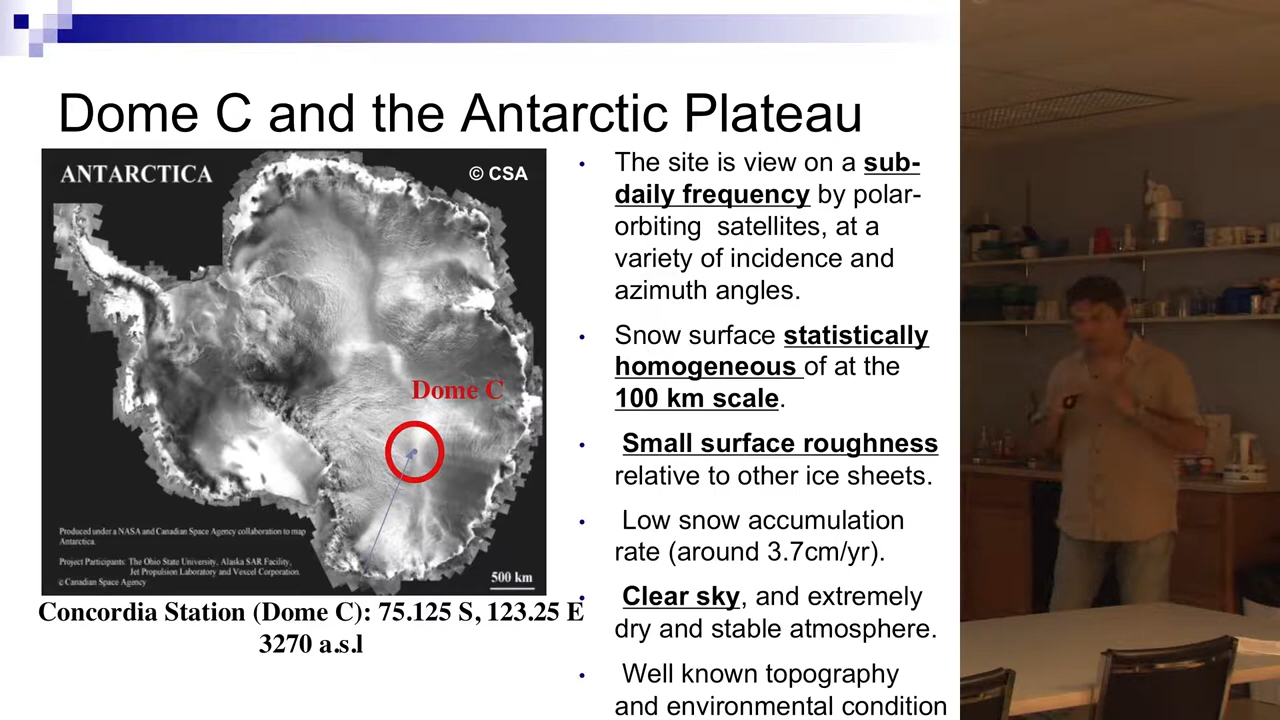 Dome C and the Antarctic Plateau
ANTARCTICA
© CSA
Dome C
Produced under a NASA and Canadian Space Agency collaboration to map
Antarctica.
Project Participants: The Ohio State University, Alaska SAR Facility,
Jet Propulsion Laboratory and Vexcel Corporation.
© Canadian Space Agency
500 km
Concordia Station (Dome C): 75.125 S, 123.25 E
3270 a.s.l
• The site is view on a sub-
daily frequency by polar-
orbiting satellites, at a
variety of incidence and
azimuth angles.
• Snow surface statistically
homogeneous of at the
100 km scale.
• Small surface roughness
relative to other ice sheets.
• Low snow accumulation
rate (around 3.7cm/yr).
• Clear sky, and extremely
dry and stable atmosphere.
• Well known topography
and environmental condition